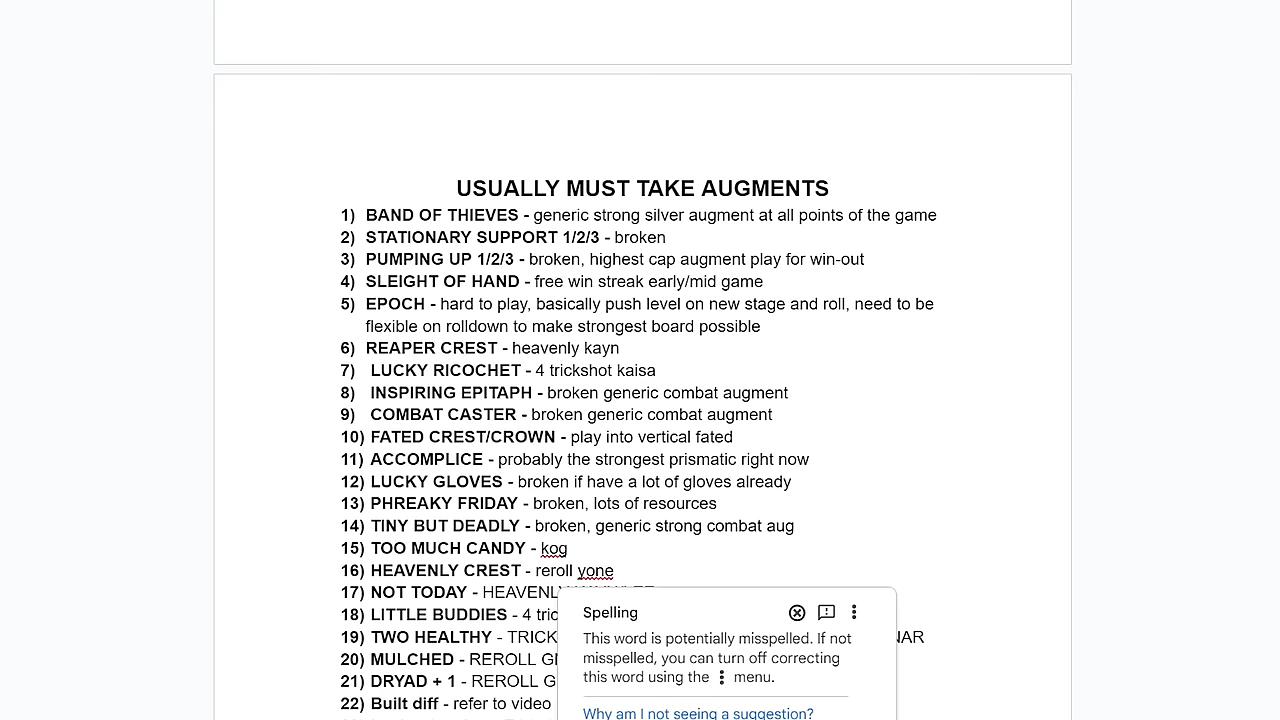 USUALLY MUST TAKE AUGMENTS
1) BAND OF THIEVES - generic strong silver augment at all points of the game
2) STATIONARY SUPPORT 1/2/3 - broken
3) PUMPING UP 1/2/3 - broken, highest cap augment play for win-out
4) SLEIGHT OF HAND - free win streak early/mid game
5) EPOCH - hard to play, basically push level on new stage and roll, need to be
flexible on rolldown to make strongest board possible
6) REAPER CREST - heavenly kayn
7) LUCKY RICOCHET - 4 trickshot kaisa
8) INSPIRING EPITAPH - broken generic combat augment
9) COMBAT CASTER - broken generic combat augment
10) FATED CREST/CROWN - play into vertical fated
11) ACCOMPLICE - probably the strongest prismatic right now
12) LUCKY GLOVES - broken if have a lot of gloves already
13) PHREAKY FRIDAY - broken, lots of resources
14) TINY BUT DEADLY - broken, generic strong combat aug
15) TOO MUCH CANDY - kog
16) HEAVENLY CREST - reroll yone
17) NOT TODAY - HEAVENLY
18) LITTLE BUDDIES - 4 tric
19) TWO HEALTHY - TRICK NAR
20) MULCHED - REROLL G
21) DRYAD + 1 - REROLL G
22) Built diff - refer to video
Spelling
This word is potentially misspelled. If not
misspelled, you can turn off correcting
this word using the menu.
Why am I not seeing a suggestion?